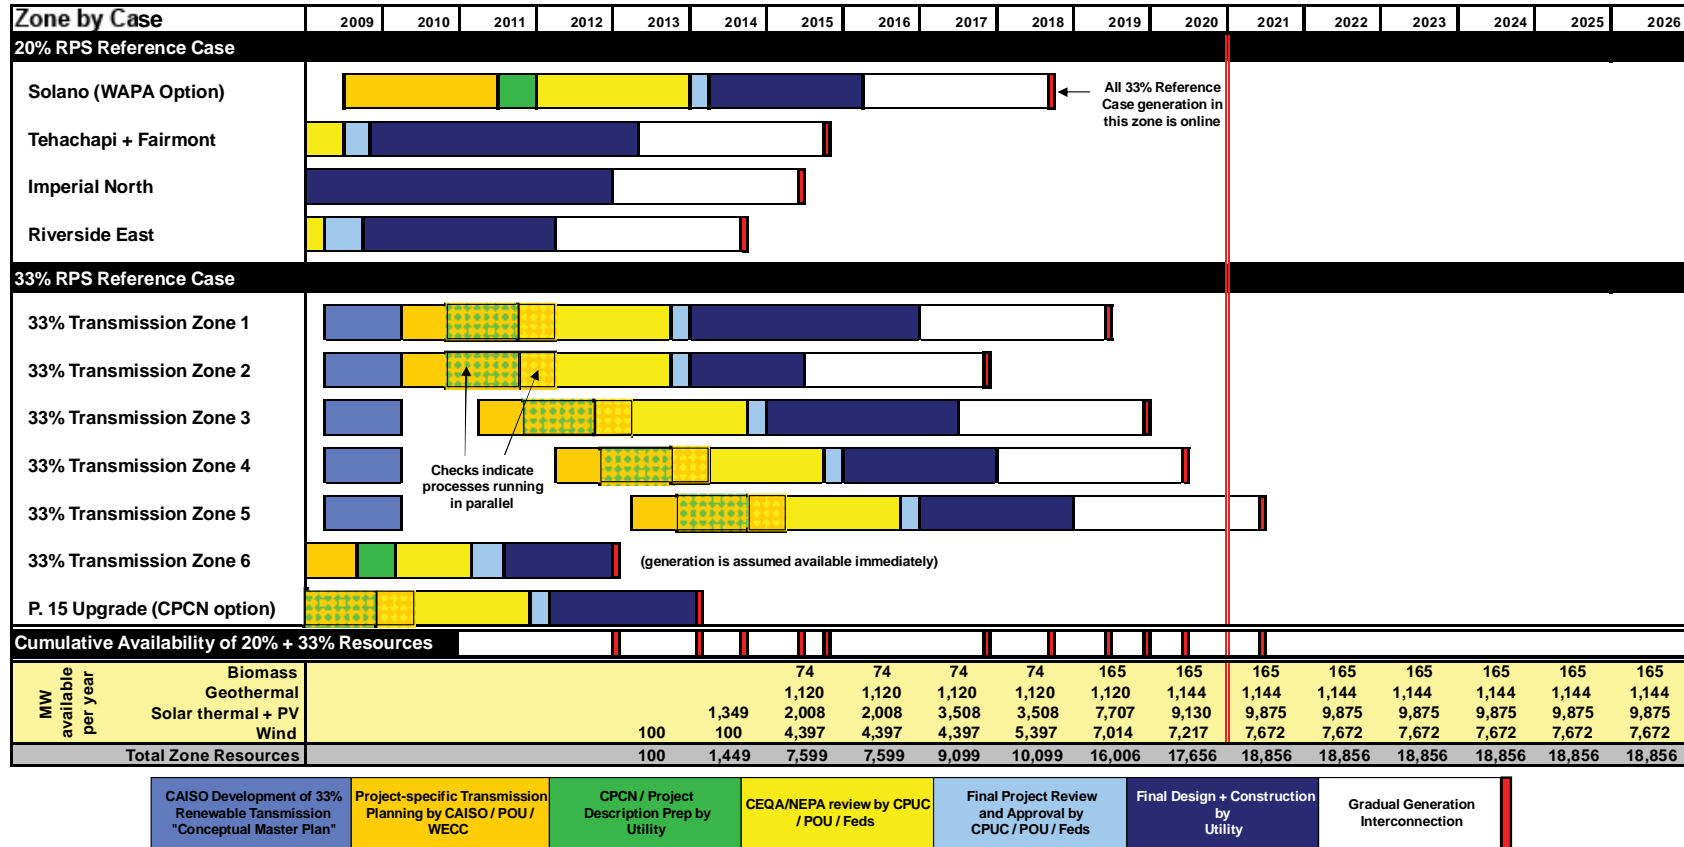 Zone by Case 2009 2010 2011 2012 2013 2014 2015 2016 2017 2018 2019 2020 2021 2022 2023 2024 2025 2026
20% RPS Reference Case
Solano (WAPA Option)
All 33% Reference
Case generation in
this zone is online
Tehachapi + Fairmont
Imperial North
Riverside East
33% RPS Reference Case
33% Transmission Zone 1
33% Transmission Zone 2
33% Transmission Zone 3
33% Transmission Zone 4
Checks indicate
processes running
in parallel
33% Transmission Zone 5
33% Transmission Zone 6 (generation is assumed available immediately)
P. 15 Upgrade (CPCN option)
Cumulative Availability of 20% + 33% Resources
MW
available
per year
Biomass 74 74 74 74 165 165 165 165 165 165 165 165
Geothermal 1,120 1,120 1,120 1,120 1,120 1,144 1,144 1,144 1,144 1,144 1,144 1,144
Solar thermal + PV 1,349 2,008 2,008 3,508 3,508 7,707 9,130 9,875 9,875 9,875 9,875 9,875 9,875
Wind 100 100 4,397 4,397 4,397 5,397 7,014 7,217 7,672 7,672 7,672 7,672 7,672 7,672
Total Zone Resources 100 1,449 7,599 7,599 9,099 10,099 16,006 17,656 18,856 18,856 18,856 18,856 18,856 18,856
CAISO Development of 33%
Renewable Tansmission
"Conceptual Master Plan"
Project-specific Transmission
Planning by CAISO / POU /
WECC
CPCN / Project
Description Prep by
Utility
CEQA/NEPA review by CPUC
/ POU / Feds
Final Project Review
and Approval by
CPUC / POU / Feds
Final Design + Construction
by
Utility
Gradual Generation
Interconnection